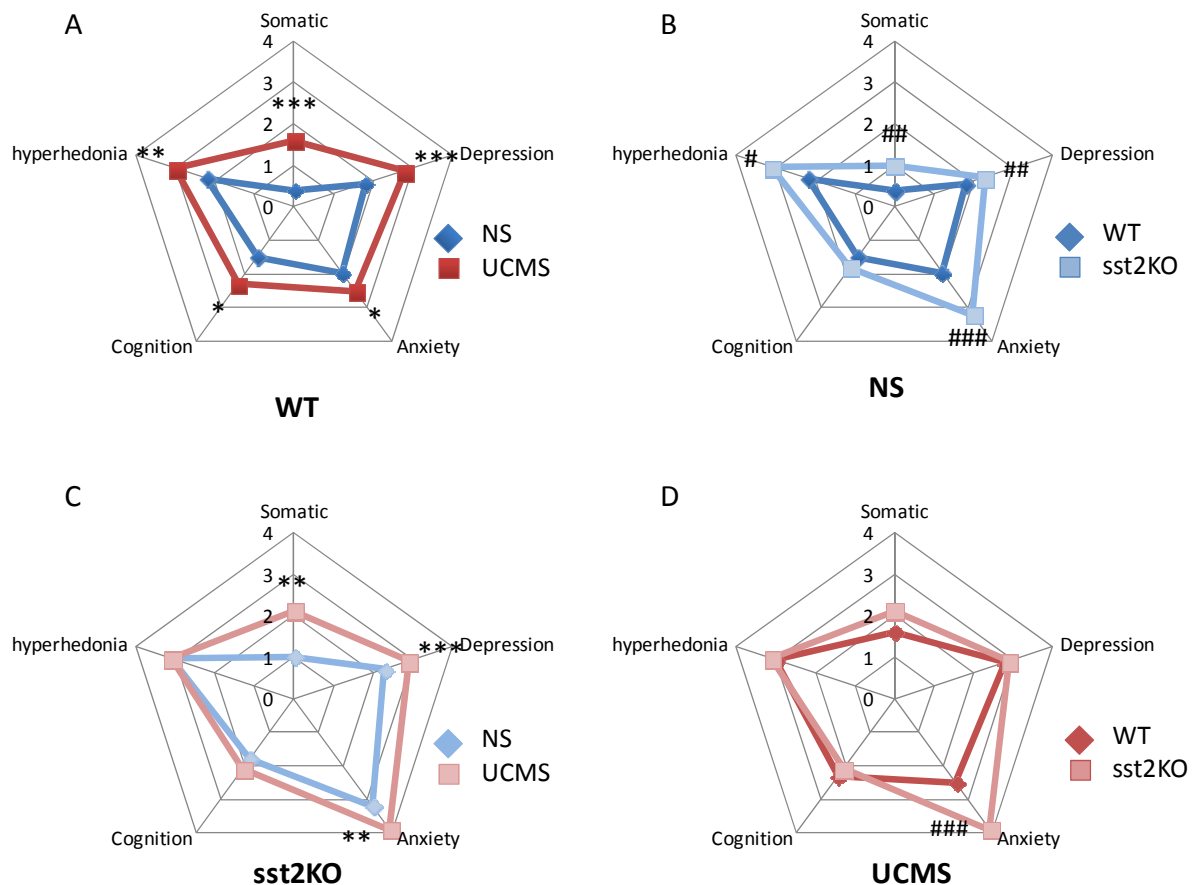 A
Somatic
4
3
***
2
1
0
hyperhedonia
**
***
Depression
NS
UCMS
*
*
Cognition
Anxiety
WT
B
Somatic
4
3
##
2
1
0
hyperhedonia
#
##
Depression
WT
sst2KO
###
Cognition
Anxiety
NS
C
Somatic
4
3
**
2
1
0
hyperhedonia
***
Depression
NS
UCMS
Cognition
**
Anxiety
sst2KO
D
Somatic
4
3
2
1
0
hyperhedonia
Depression
WT
sst2KO
Cognition
###
Anxiety
UCMS